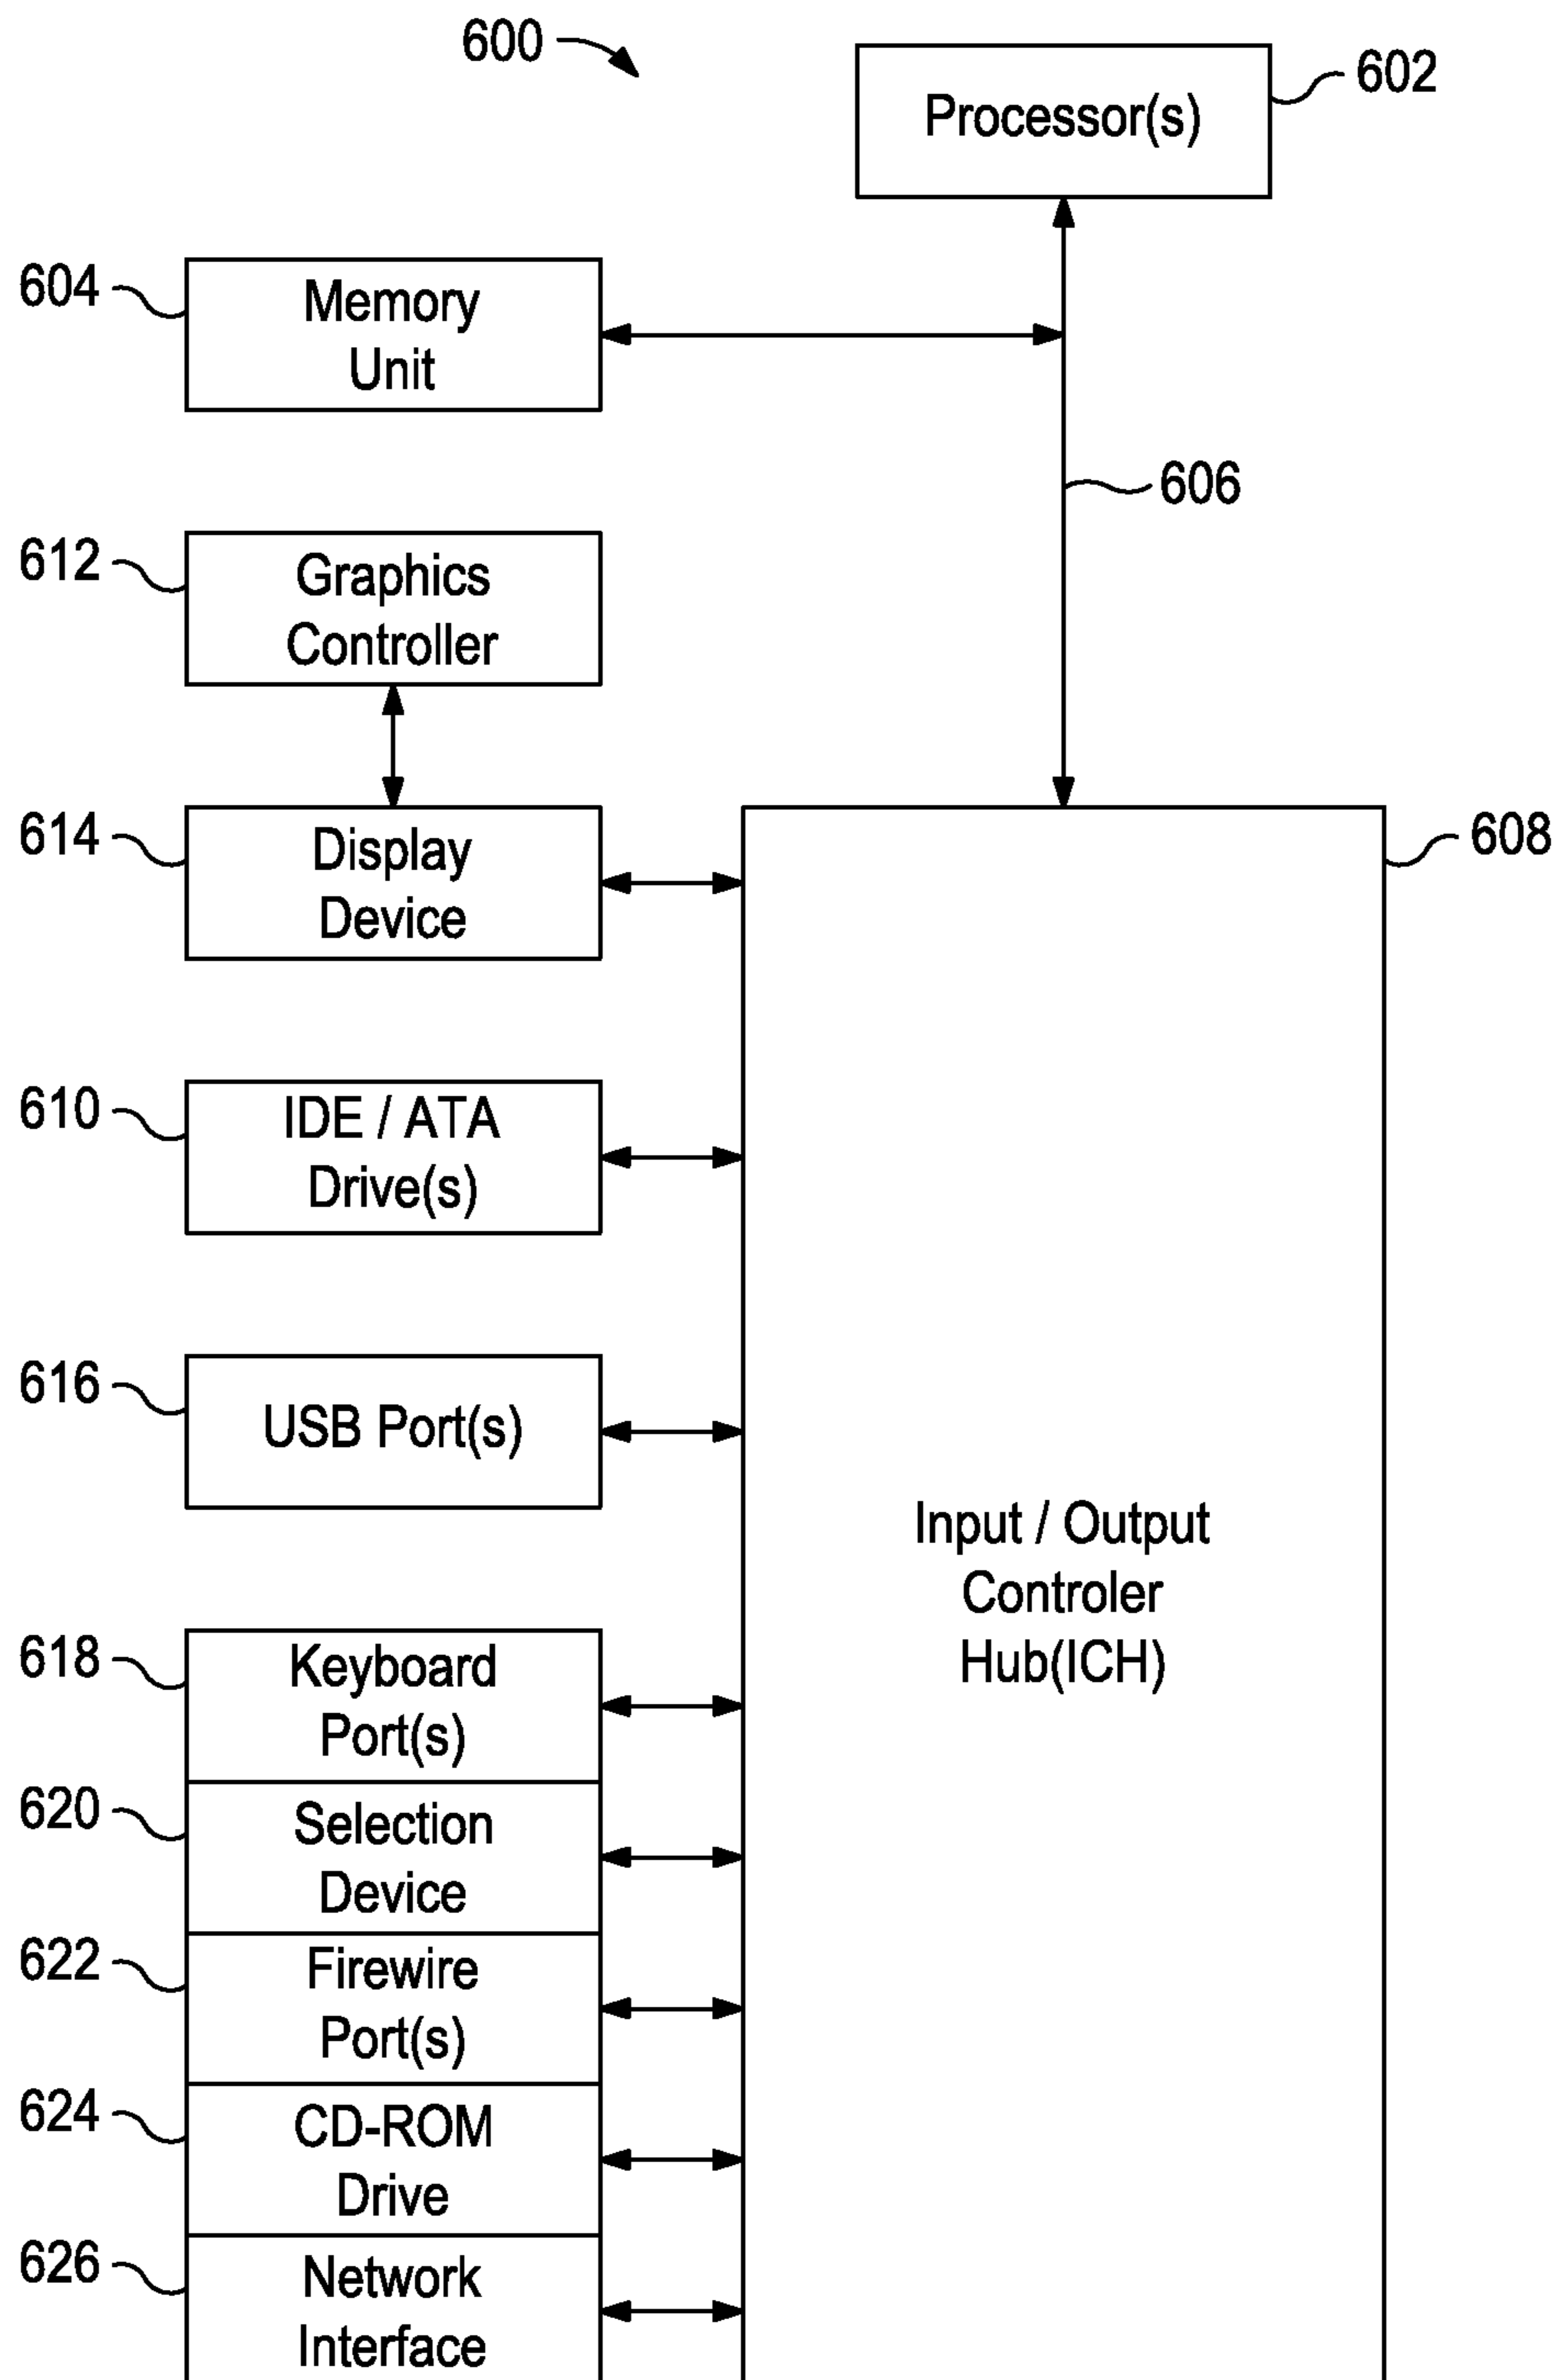 600
Processor(s)
602
604
Memory
Unit
606
612
Graphics
Controller
614
Display
Device
608
610
IDE / ATA
Drive(s)
616
USB Port(s)
Input / Output
Controler
Hub(ICH)
618
Keyboard
Port(s)
620
Selection
Device
622
Firewire
Port(s)
624
CD-ROM
Drive
626
Network
Interface